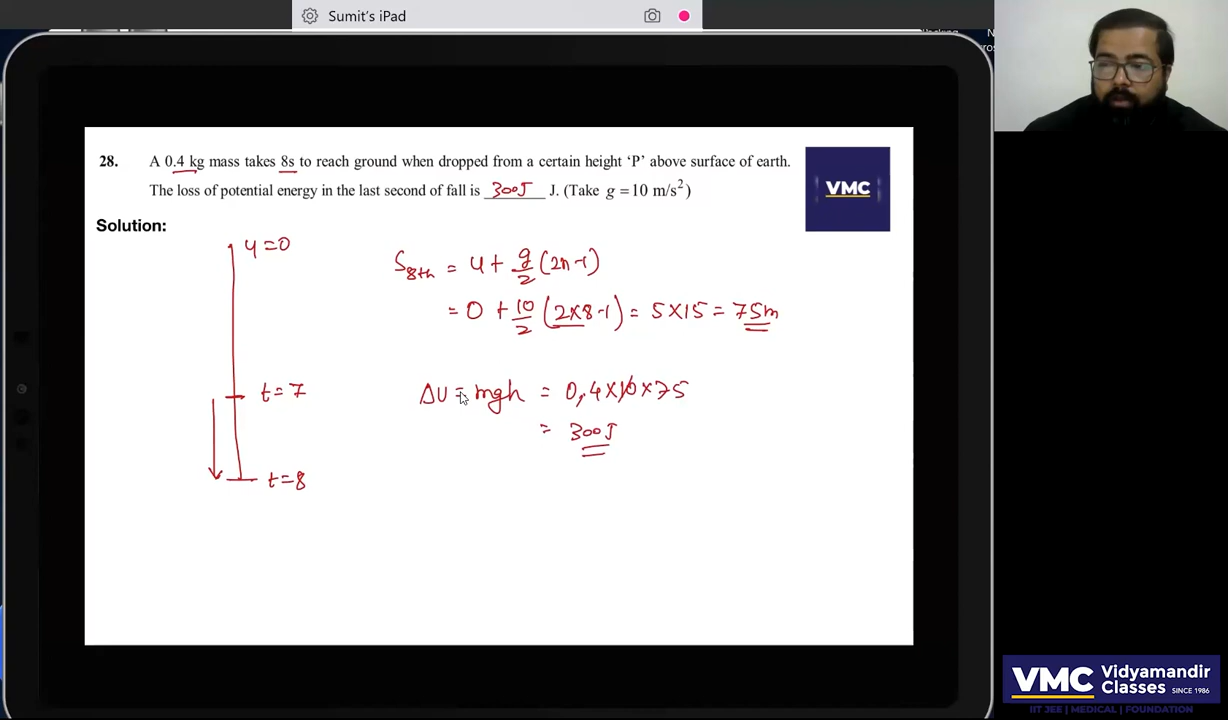 Sumit's iPad
28. A 0.4 kg mass takes 8s to reach ground when dropped from a certain height ‘P’ above surface of earth.
The loss of potential energy in the last second of fall is 300J J. (Take g = 10 m/s²)
VMC
Solution:
u = 0
S8th = u + g/2 (2n-1)
= 0 + 10/2 (2×8-1) = 5×15 = 75m
t = 7
ΔU = mgh = 0.4×10×75
= 300J
t = 8
VMC Vidyamandir Classes SINCE 1986
IIT JEE | MEDICAL | FOUNDATION